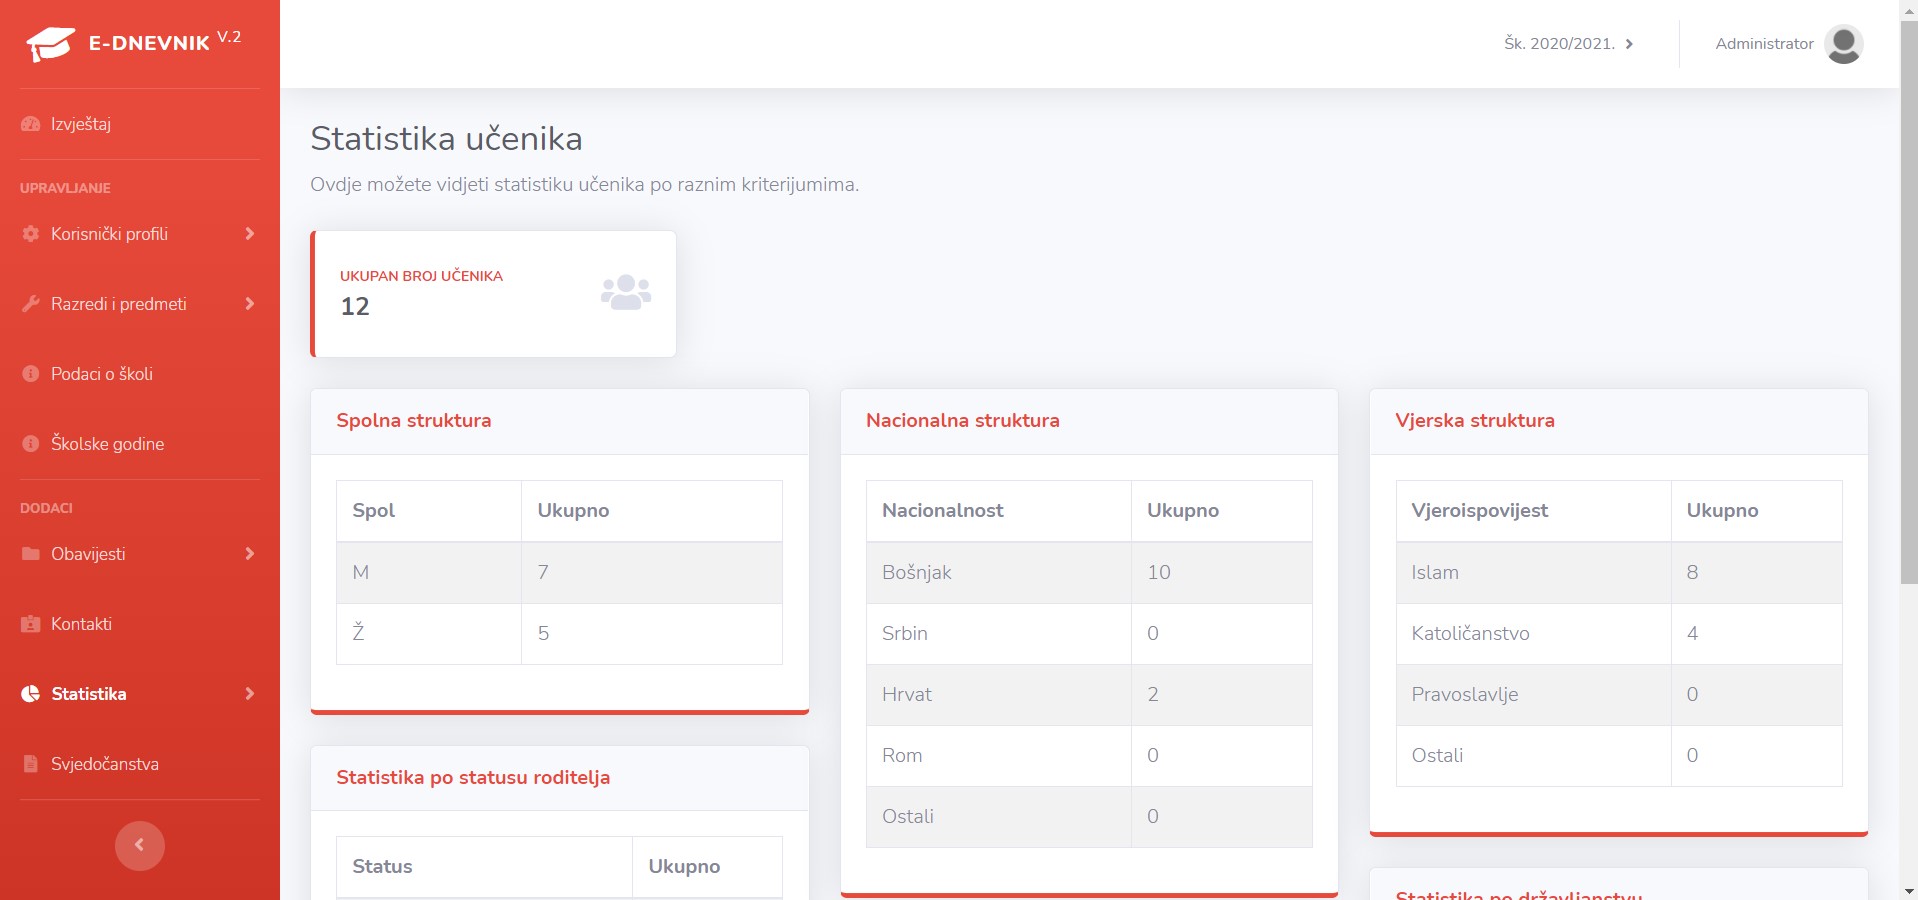 E-DNEVNIK V.2
Izvještaj
UPRAVLJANJE
Korisnički profili
Razredi i predmeti
Podaci o školi
Školske godine
DODACI
Obavijesti
Kontakti
Statistika
Svjedočanstva
Šk. 2020/2021.
Administrator
Statistika učenika
Ovdje možete vidjeti statistiku učenika po raznim kriterijumima.
UKUPAN BROJ UČENIKA
12
Spolna struktura
Spol Ukupno
M 7
Ž 5
Statistika po statusu roditelja
Status Ukupno
Nacionalna struktura
Nacionalnost Ukupno
Bošnjak 10
Srbin 0
Hrvat 2
Rom 0
Ostali 0
Vjerska struktura
Vjeroispovijest Ukupno
Islam 8
Katoličanstvo 4
Pravoslavlje 0
Ostali 0
Statistika po državljanstvu